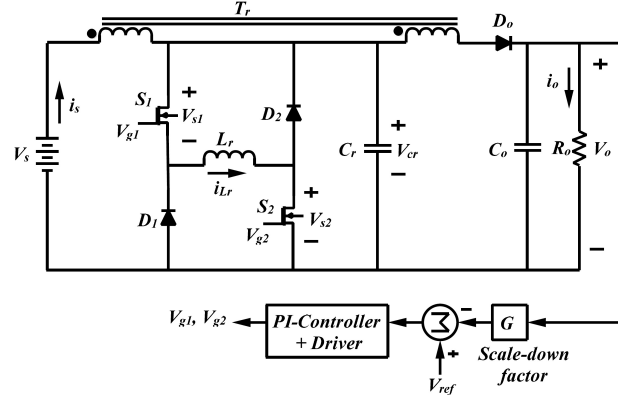 Tr
Do
is
S1
+
Vs1
Vg1
−
D2
Lr
iLr
Cr
+
Vcr
−
io
+
Co
Ro
Vo
−
Vs
D1
S2
+
Vs2
Vg2
−
Vg1, Vg2
PI-Controller
+ Driver
Σ
−
+
Vref
G
Scale-down
factor